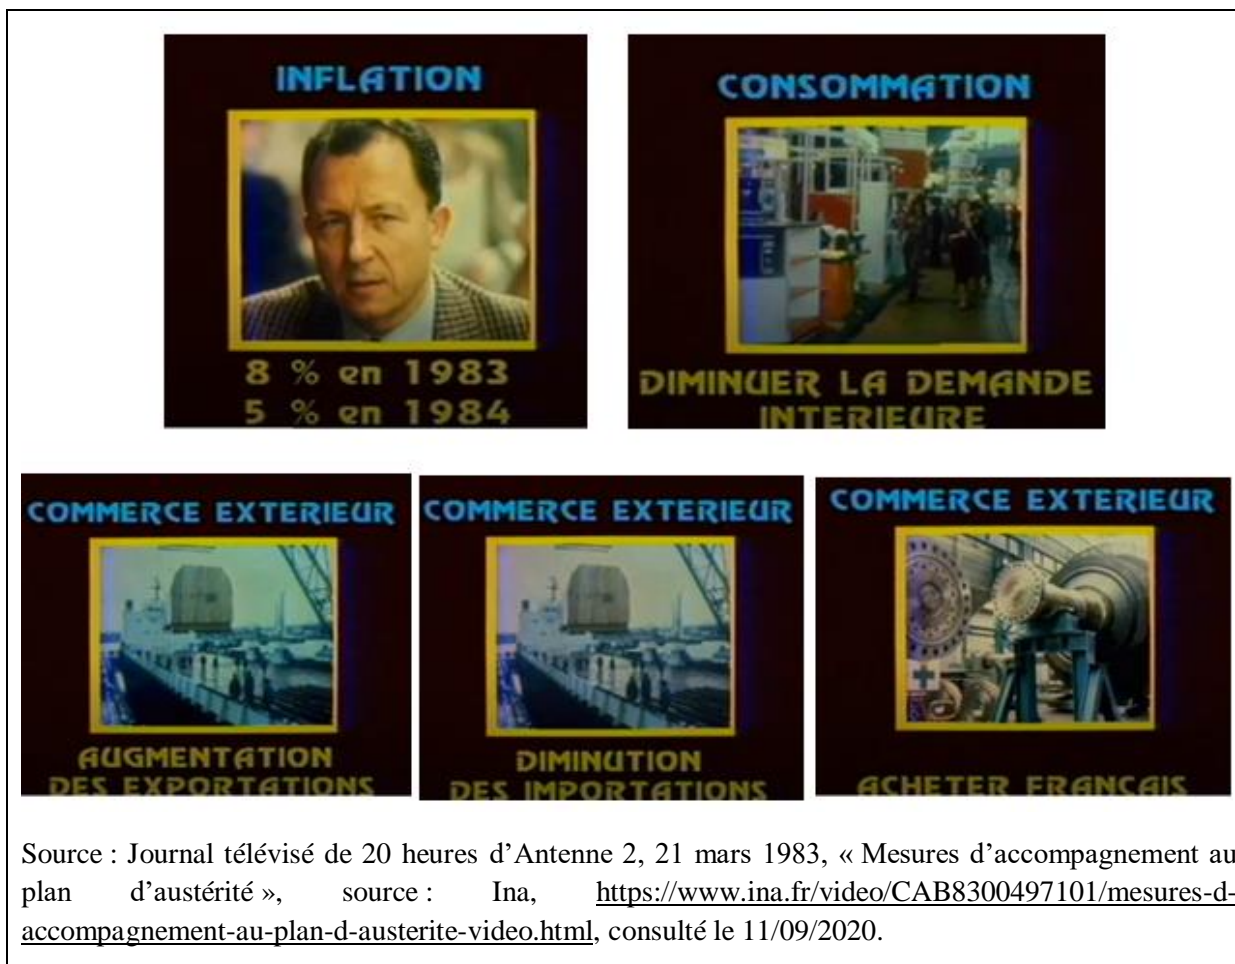 INFLATION
8 % en 1983
5 % en 1984
CONSOMMATION
DIMINUER LA DEMANDE
INTERIEURE
COMMERCE EXTERIEUR
AUGMENTATION
DES EXPORTATIONS
COMMERCE EXTERIEUR
DIMINUTION
DES IMPORTATIONS
COMMERCE EXTERIEUR
ACHETER FRANCAIS
Source : Journal télévisé de 20 heures d’Antenne 2, 21 mars 1983, « Mesures d’accompagnement au
plan d’austérité », source : Ina, https://www.ina.fr/video/CAB8300497101/mesures-d-
accompagnement-au-plan-d-austerite-video.html, consulté le 11/09/2020.